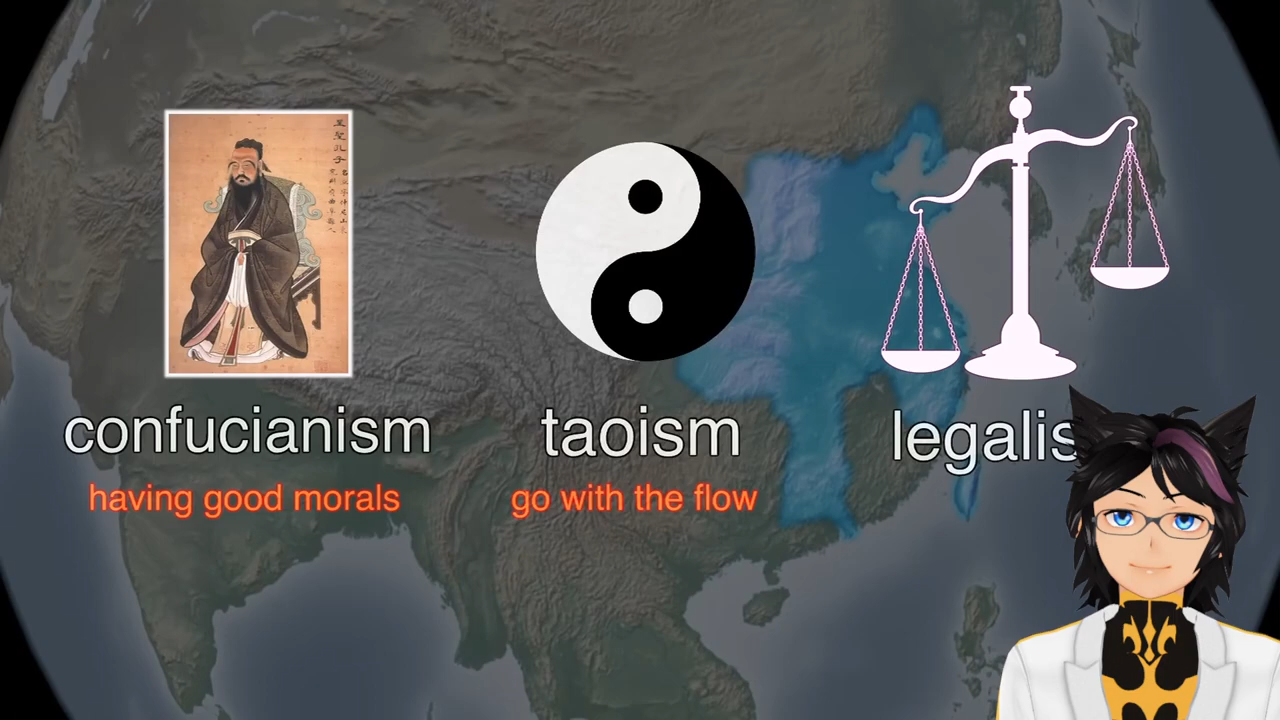 confucianism
taoism
legalis
having good morals
go with the flow